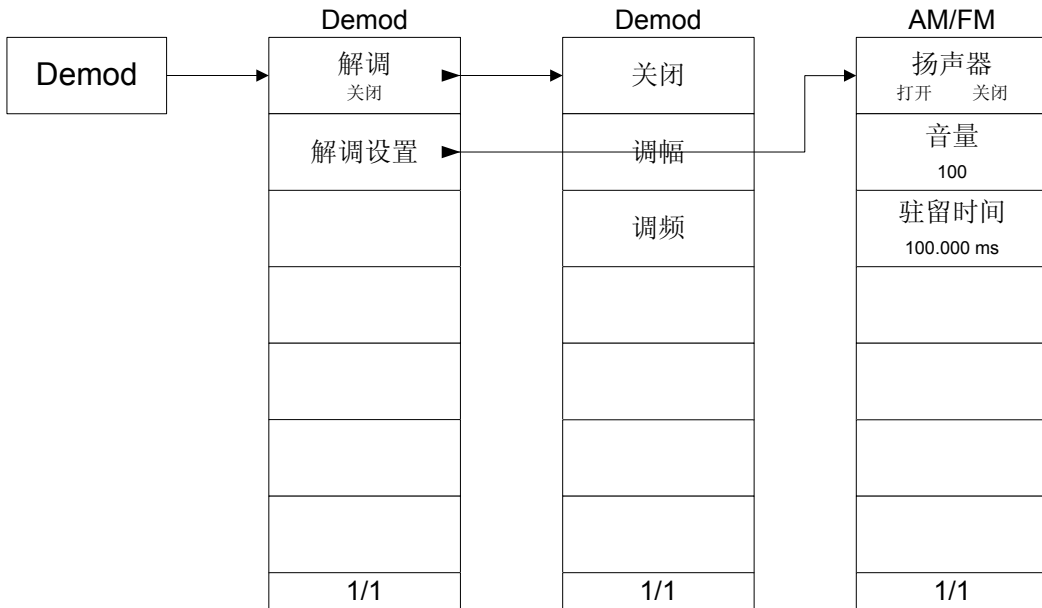 Demod
Demod
解调
关闭
解调设置
1/1
Demod
关闭
调幅
调频
1/1
AM/FM
扬声器
打开 关闭
音量
100
驻留时间
100.000 ms
1/1